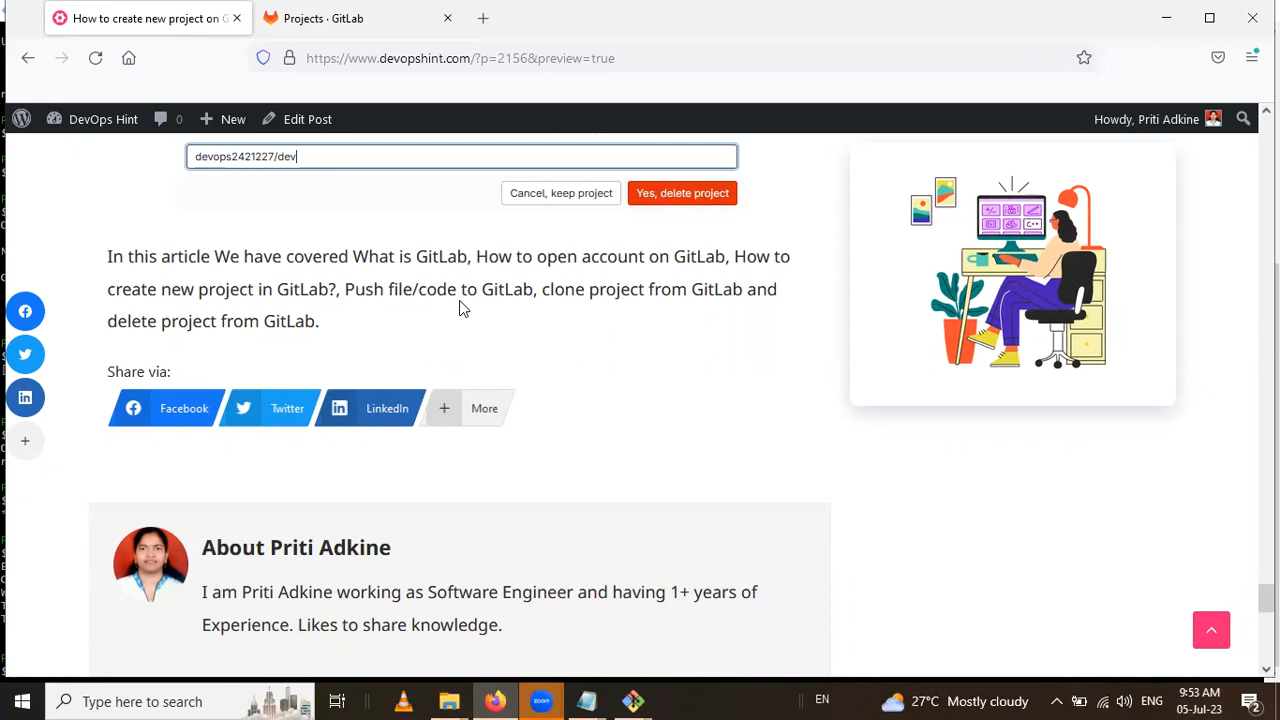 How to create new project on G
Projects · GitLab
https://www.devopshint.com/?p=2156&preview=true
DevOps Hint
0
New
Edit Post
Howdy, Priti Adkine
devops2421227/dev
Cancel, keep project
Yes, delete project
In this article We have covered What is GitLab, How to open account on GitLab, How to
create new project in GitLab?, Push file/code to GitLab, clone project from GitLab and
delete project from GitLab.
Share via:
Facebook
Twitter
LinkedIn
More
C++
About Priti Adkine
I am Priti Adkine working as Software Engineer and having 1+ years of
Experience. Likes to share knowledge.
Type here to search
zoom
EN
27°C Mostly cloudy
ENG
9:53 AM
05-Jul-23
2